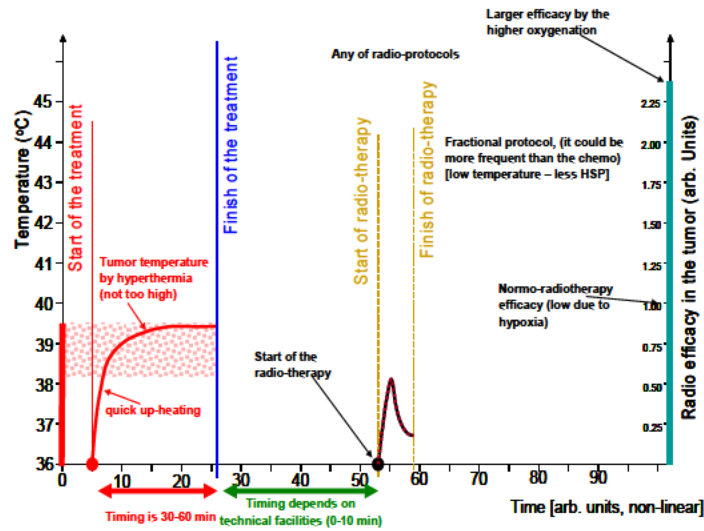 Larger efficacy by the
higher oxygenation
Any of radio-protocols
Temperature (ºC)
45
44
43
42
41
40
39
38
37
36
Start of the treatment
Finish of the treatment
Tumor temperature
by hyperthermia
(not too high)
quick up-heating
Start of the
radio-therapy
Start of radio-therapy
Finish of radio-therapy
Fractional protocol, (it could be
more frequent than the chemo)
[low temperature – less HSP]
Normo-radiotherapy
efficacy (low due to
hypoxia)
2.25
2.00
1.75
1.50
1.25
1.00
0.75
0.50
0.25
Radio efficacy in the tumor (arb. Units)
0 10 20 30 40 50 60 70 80 90
Time [arb. units, non-linear]
Timing is 30-60 min
Timing depends on
technical facilities (0-10 min)